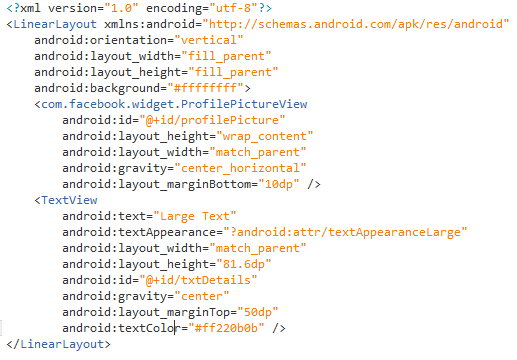 <?xml version="1.0" encoding="utf-8"?>
<LinearLayout xmlns:android="http://schemas.android.com/apk/res/android"
    android:orientation="vertical"
    android:layout_width="fill_parent"
    android:layout_height="fill_parent"
    android:background="#ffffffff">
    <com.facebook.widget.ProfilePictureView
        android:id="@+id/profilePicture"
        android:layout_height="wrap_content"
        android:layout_width="match_parent"
        android:gravity="center_horizontal"
        android:layout_marginBottom="10dp" />
    <TextView
        android:text="Large Text"
        android:textAppearance="?android:attr/textAppearanceLarge"
        android:layout_width="match_parent"
        android:layout_height="81.6dp"
        android:id="@+id/txtDetails"
        android:gravity="center"
        android:layout_marginTop="50dp"
        android:textColor="#ff220b0b" />
</LinearLayout>